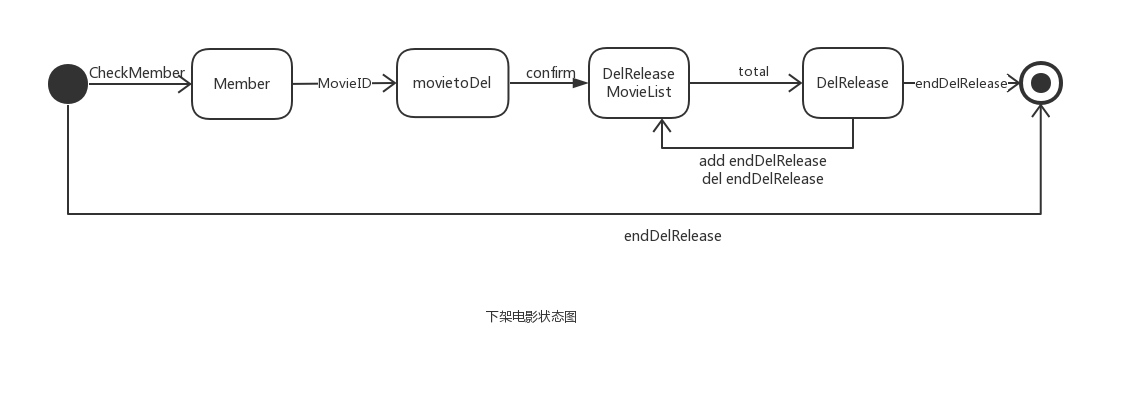 CheckMember
Member
MovieID
movietoDel
confirm
DelRelease
MovieList
total
DelRelease
endDelRelease
add endDelRelease
del endDelRelease
endDelRelease
下架电影状态图